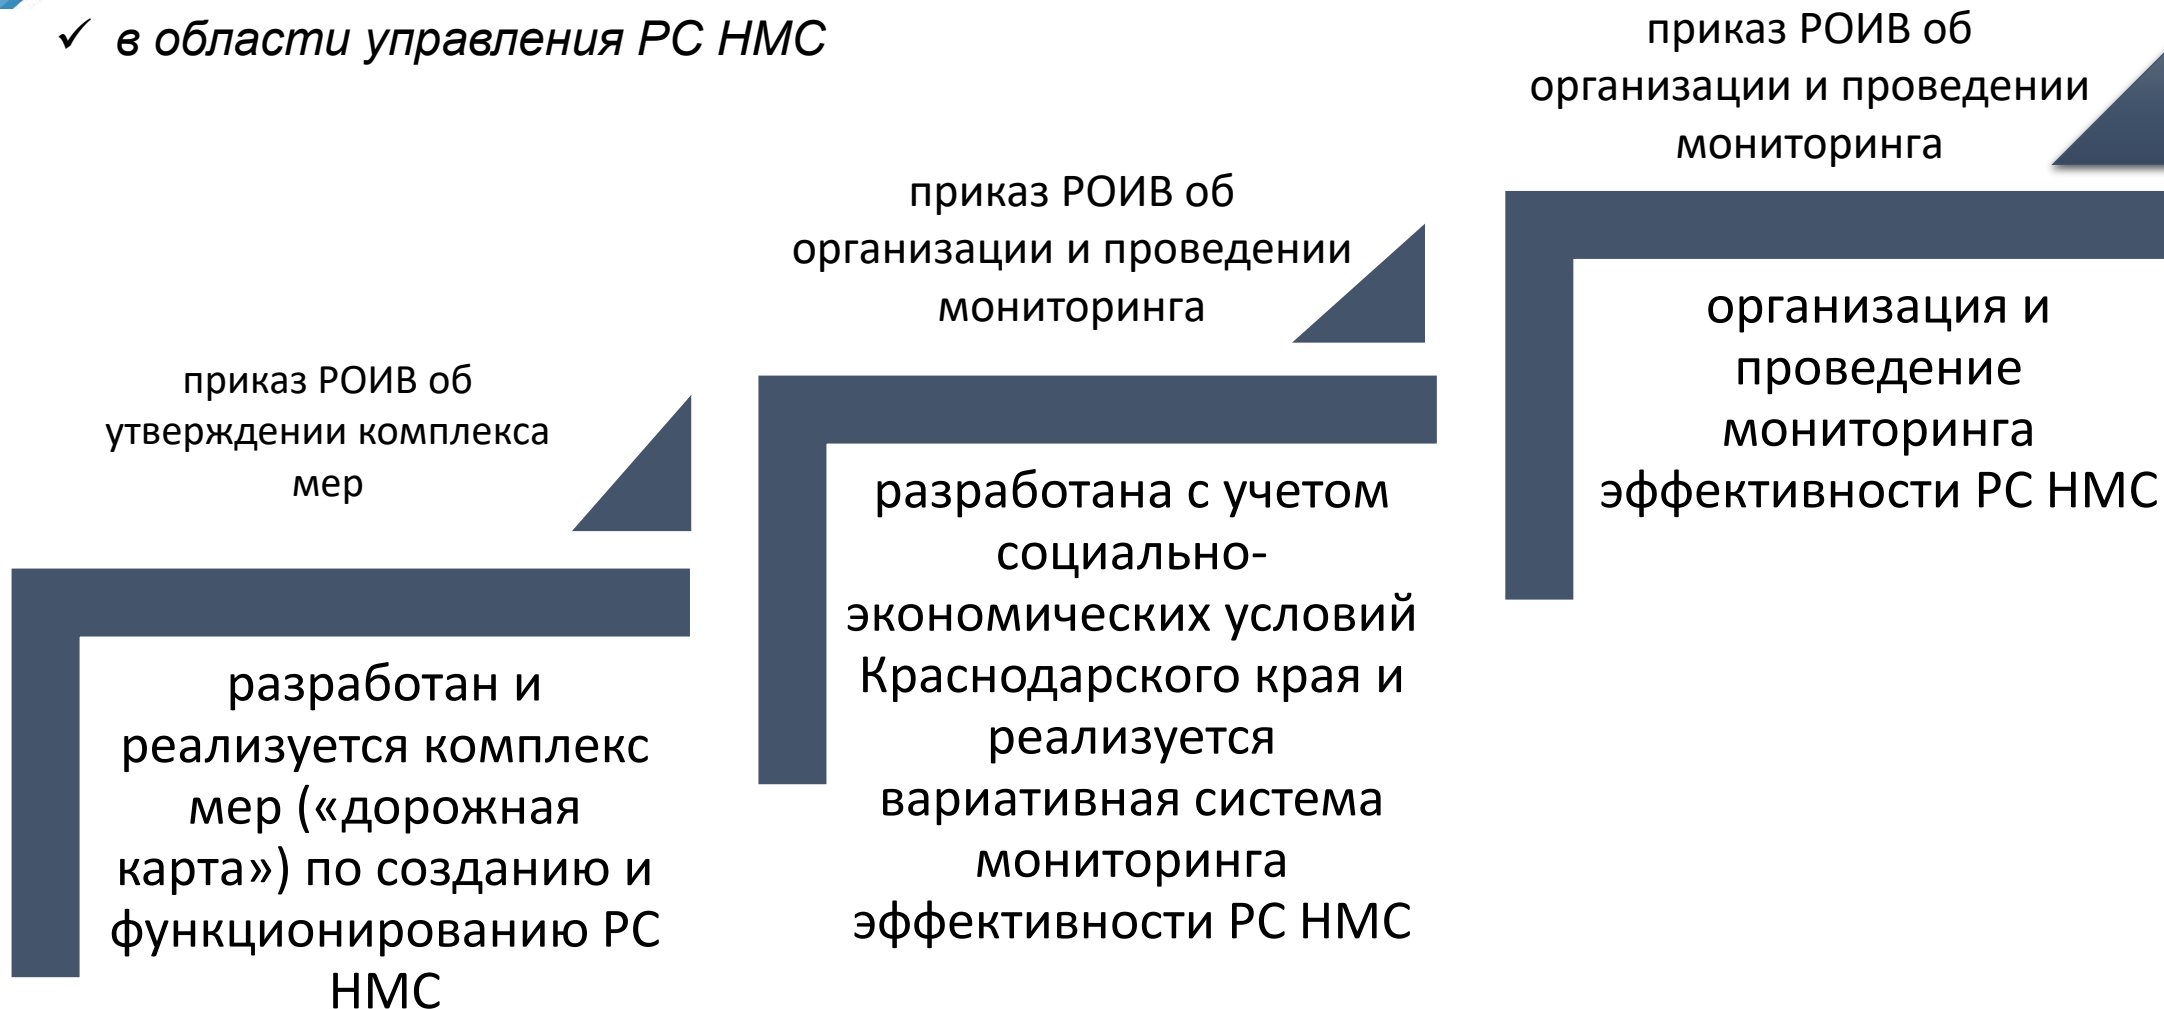 ✓ в области управления РС НМС
приказ РОИВ об
утверждении комплекса
мер
разработан и
реализуется комплекс
мер («дорожная
карта») по созданию и
функционированию РС
НМС
приказ РОИВ об
организации и проведении
мониторинга
разработана с учетом
социально-
экономических условий
Краснодарского края и
реализуется
вариативная система
мониторинга
эффективности РС НМС
приказ РОИВ об
организации и проведении
мониторинга
организация и
проведение
мониторинга
эффективности РС НМС